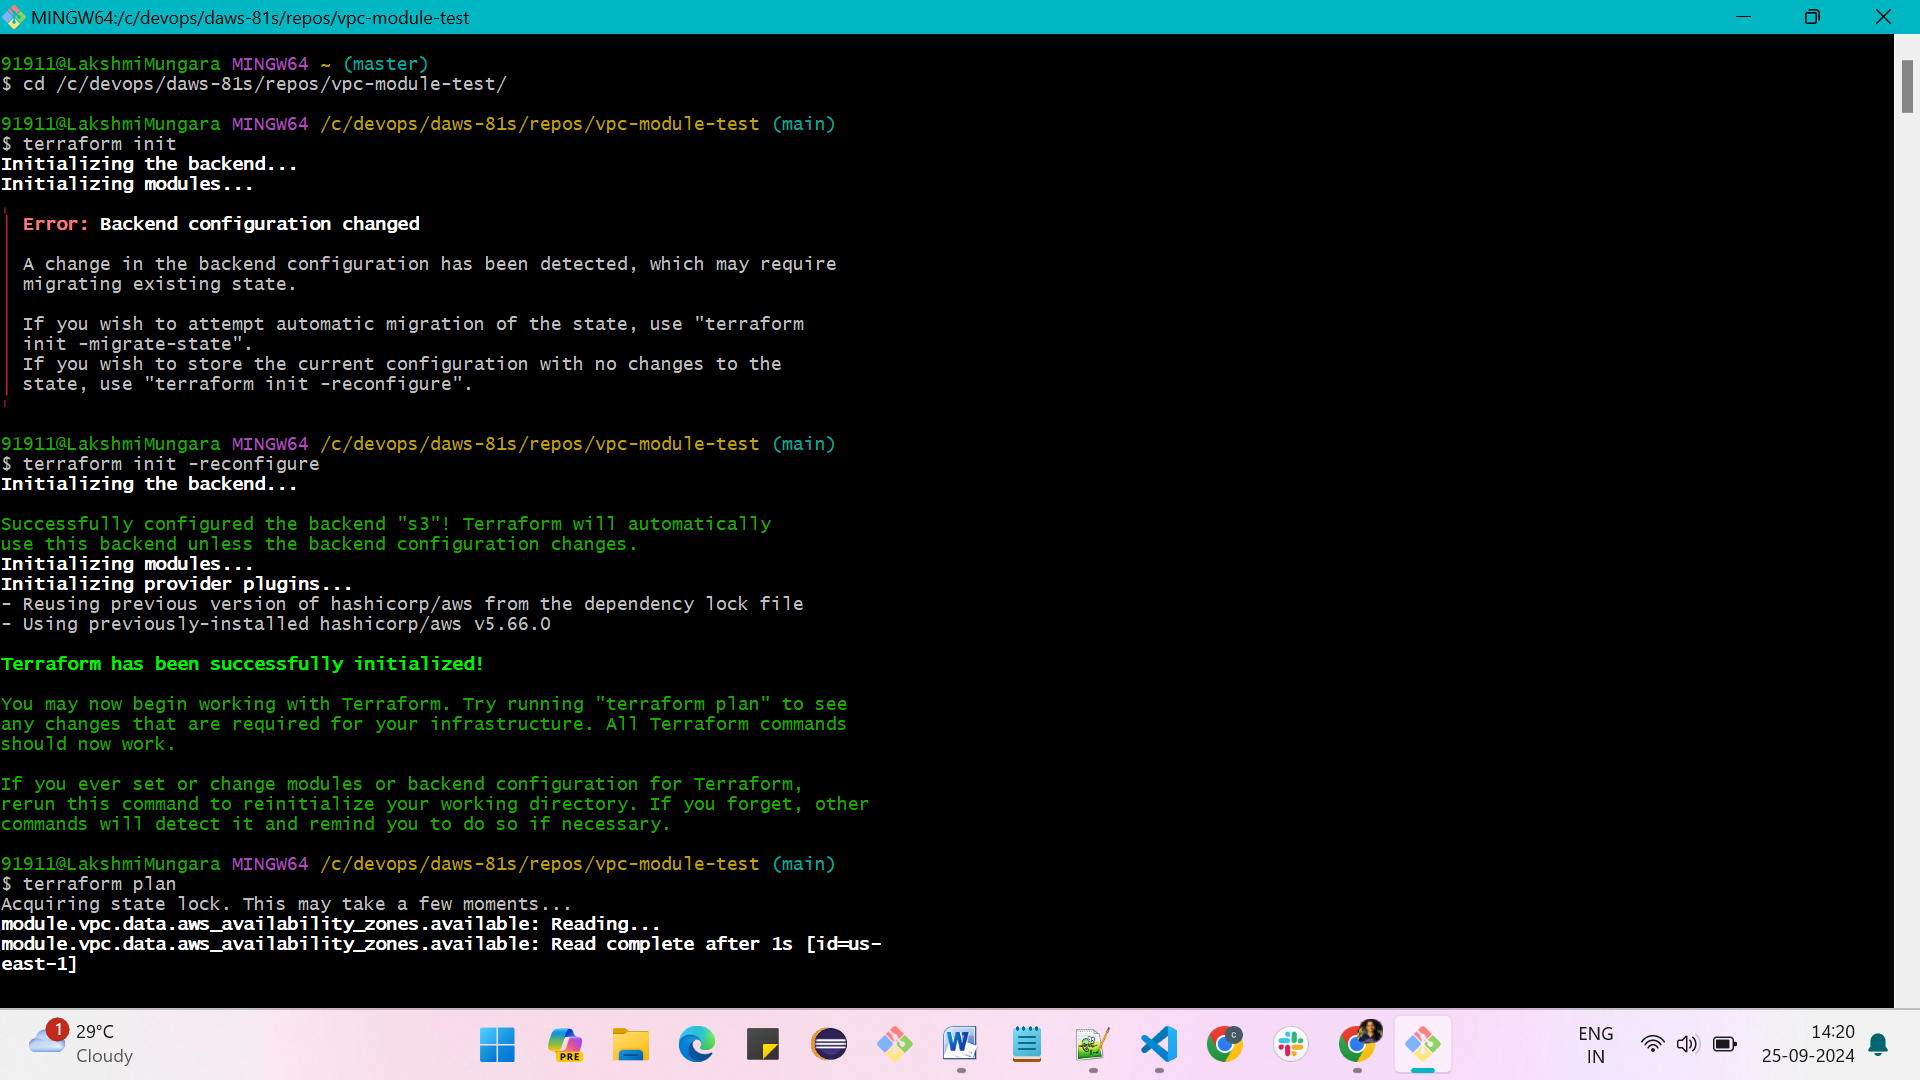 MINGW64:/c/devops/daws-81s/repos/vpc-module-test
91911@LakshmiMungara MINGW64 ~ (master)
$ cd /c/devops/daws-81s/repos/vpc-module-test/
91911@LakshmiMungara MINGW64 /c/devops/daws-81s/repos/vpc-module-test (main)
$ terraform init
Initializing the backend...
Initializing modules...
Error: Backend configuration changed
A change in the backend configuration has been detected, which may require
migrating existing state.
If you wish to attempt automatic migration of the state, use "terraform
init -migrate-state".
If you wish to store the current configuration with no changes to the
state, use "terraform init -reconfigure".
91911@LakshmiMungara MINGW64 /c/devops/daws-81s/repos/vpc-module-test (main)
$ terraform init -reconfigure
Initializing the backend...
Successfully configured the backend "s3"! Terraform will automatically
use this backend unless the backend configuration changes.
Initializing modules...
Initializing provider plugins...
- Reusing previous version of hashicorp/aws from the dependency lock file
- Using previously-installed hashicorp/aws v5.66.0
Terraform has been successfully initialized!
You may now begin working with Terraform. Try running "terraform plan" to see
any changes that are required for your infrastructure. All Terraform commands
should now work.
If you ever set or change modules or backend configuration for Terraform,
rerun this command to reinitialize your working directory. If you forget, other
commands will detect it and remind you to do so if necessary.
91911@LakshmiMungara MINGW64 /c/devops/daws-81s/repos/vpc-module-test (main)
$ terraform plan
Acquiring state lock. This may take a few moments...
module.vpc.data.aws_availability_zones.available: Reading...
module.vpc.data.aws_availability_zones.available: Read complete after 1s [id=us-
east-1]
1
29°C
Cloudy
PRE
W
C
ENG
IN
14:20
25-09-2024